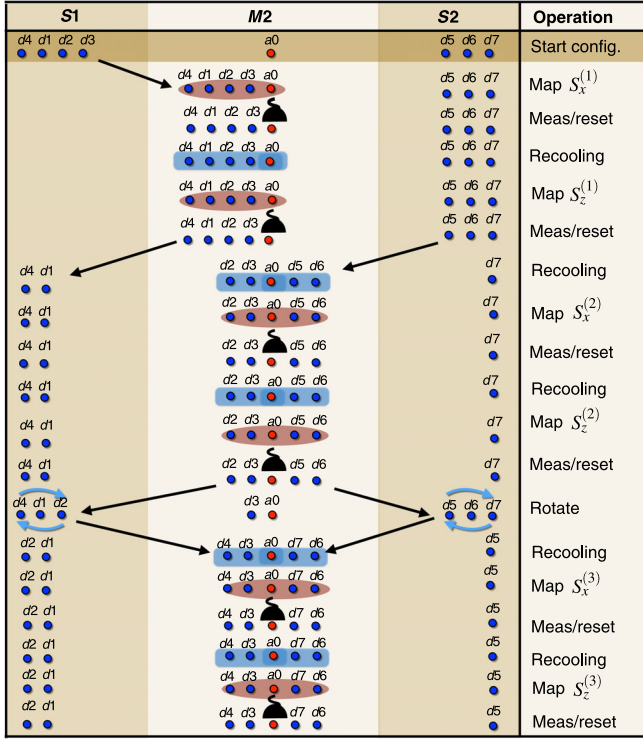 S1 M2 S2 Operation
d4 d1 d2 d3 a0 d5 d6 d7 Start config.
d4 d1 d2 d3 a0 d5 d6 d7 Map S_x^{(1)}
d4 d1 d2 d3 d5 d6 d7 Meas/reset
d4 d1 d2 d3 a0 d5 d6 d7 Recooling
d4 d1 d2 d3 a0 d5 d6 d7 Map S_z^{(1)}
d4 d1 d2 d3 d5 d6 d7 Meas/reset
d4 d1 d2 d3 a0 d5 d6 d7 Recooling
d4 d1 d2 d3 a0 d5 d6 d7 Map S_x^{(2)}
d4 d1 d2 d3 d5 d6 d7 Meas/reset
d4 d1 d2 d3 a0 d5 d6 d7 Recooling
d4 d1 d2 d3 a0 d5 d6 d7 Map S_z^{(2)}
d4 d1 d2 d3 d5 d6 d7 Meas/reset
d4 d1 d2 d3 a0 d5 d6 d7 Rotate
d2 d1 d4 d3 a0 d7 d6 d5 Recooling
d2 d1 d4 d3 a0 d7 d6 d5 Map S_x^{(3)}
d2 d1 d4 d3 d7 d6 d5 Meas/reset
d2 d1 d4 d3 a0 d7 d6 d5 Recooling
d2 d1 d4 d3 a0 d7 d6 d5 Map S_z^{(3)}
d2 d1 d4 d3 d7 d6 d5 Meas/reset